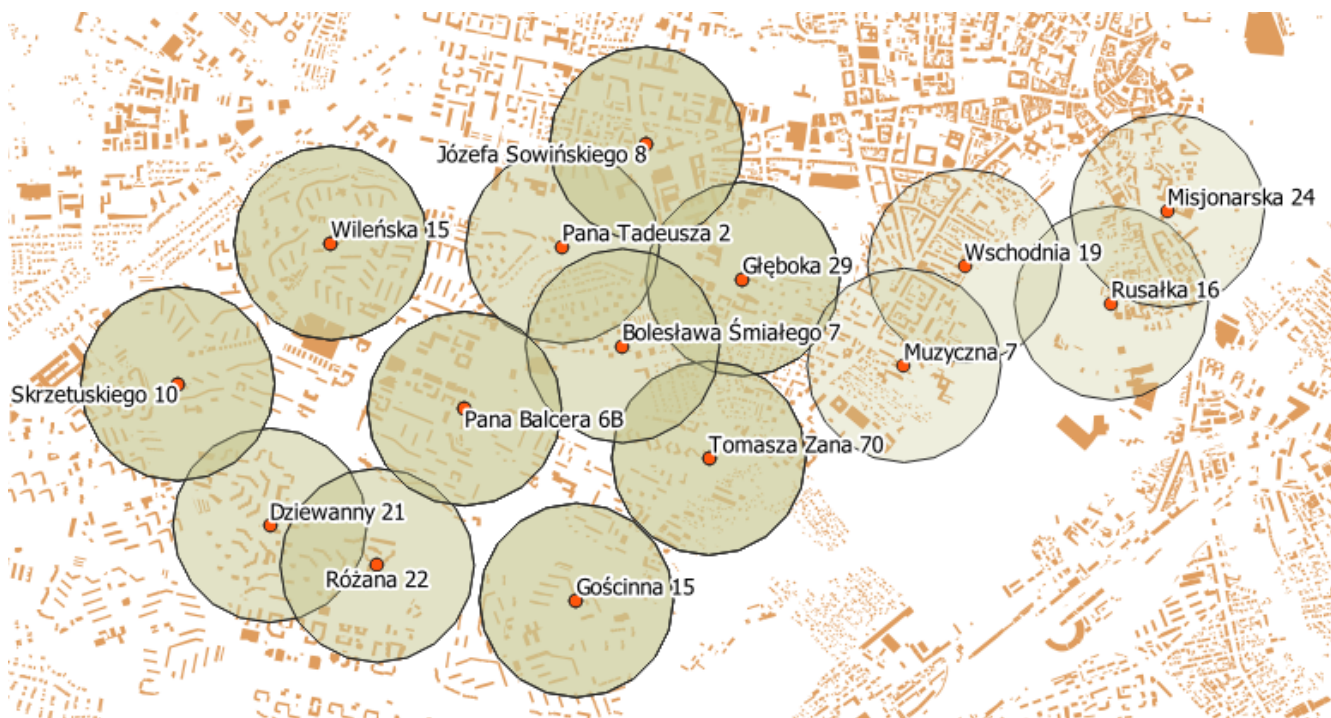 Józefa Sowińskiego 8
Misjonarska 24
Wileńska 15
Pana Tadeusza 2
Wschodnia 19
Głęboka 29
Rusałka 16
Bolesława Śmiałego 7
Muzyczna 7
Skrzetuskiego 10
Pana Balcera 6B
Tomasza Zana 70
Dziewanny 21
Różana 22
Gościnna 15